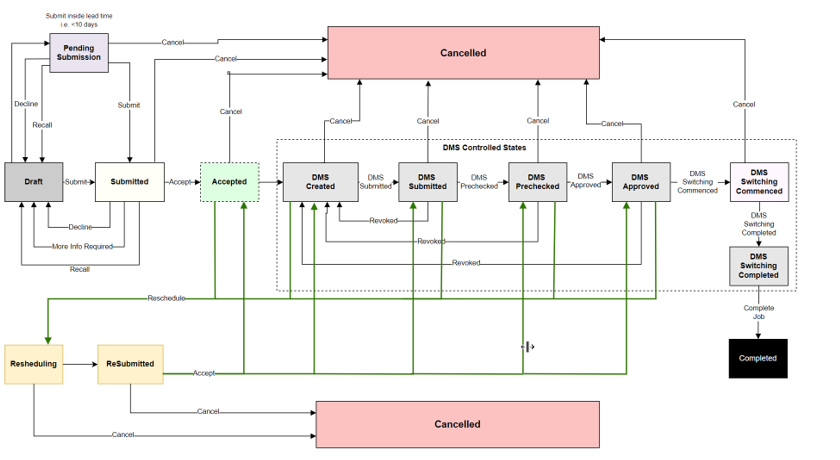 Submit inside lead time
i.e. <10 days
Pending
Submission
Cancel
Cancelled
Cancel
Decline
Submit
Recall
Cancel
Cancel
Cancel
Cancel
Cancel
Cancel
DMS Controlled States
Draft
Submit
Submitted
Accept
Accepted
DMS
Created
DMS
Submitted
DMS
Submitted
DMS
Prechecked
DMS
Prechecked
DMS
Approved
DMS
Approved
DMS
Switching
Commenced
DMS
Switching
Commenced
Decline
More Info Required
Recall
Revoked
Revoked
Revoked
DMS
Switching
Completed
DMS
Switching
Completed
Reschedule
Complete
Job
Resheduling
ReSubmitted
Accept
Completed
Cancel
Cancel
Cancelled